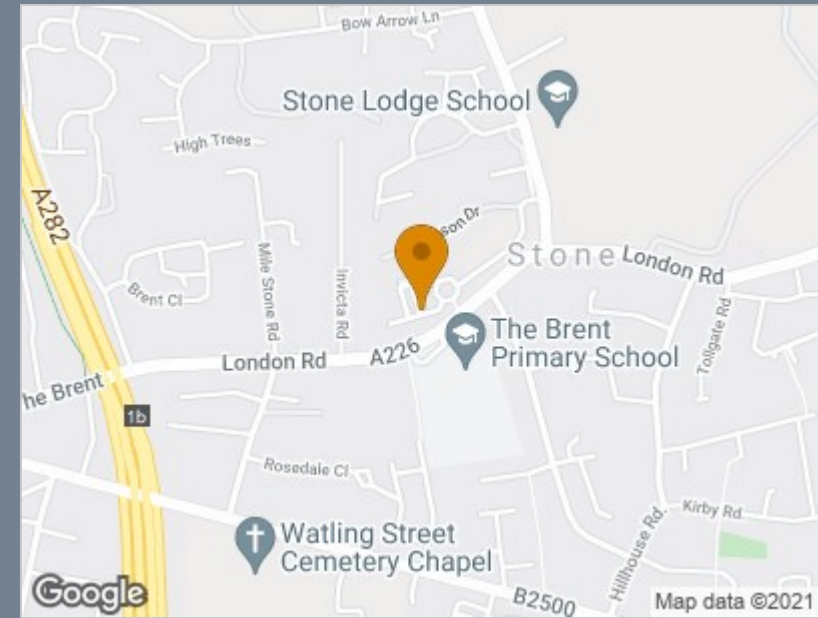 Bow Arrow Ln
Stone Lodge School
High Trees
A282
son Dr
Stone
London Rd
Mile Stone Rd
Invicta Rd
Brent Cl
Tollgate Rd
The Brent
Primary School
A226
London Rd
he Brent
1b
Rosedale Cl
Kirby Rd
Hillhouse Rd.
Watling Street
Cemetery Chapel
B2500
Google
Map data ©2021